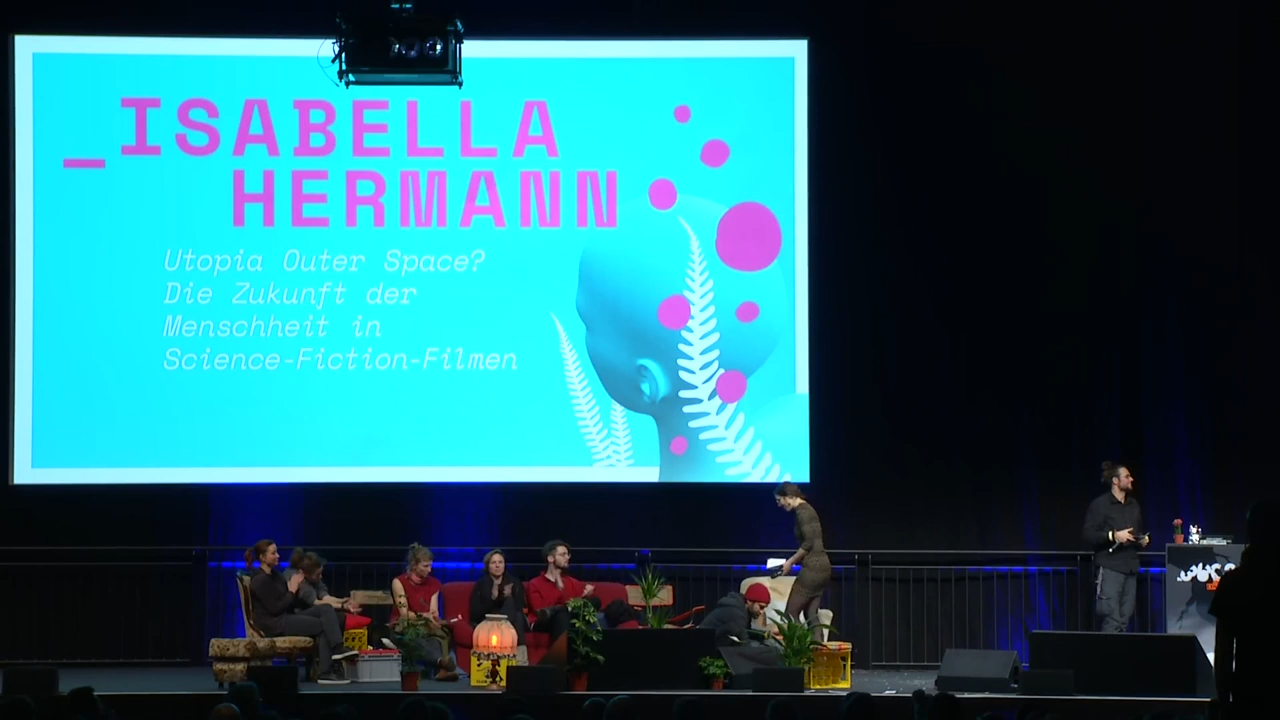 _ISABELLA
HERMANN
Utopia Outer Space?
Die Zukunft der
Menschheit in
Science-Fiction-Filmen